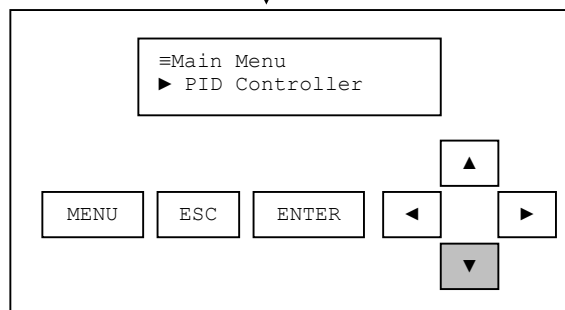 ≡Main Menu
► PID Controller
▲
MENU ESC ENTER ◄ ►
▼